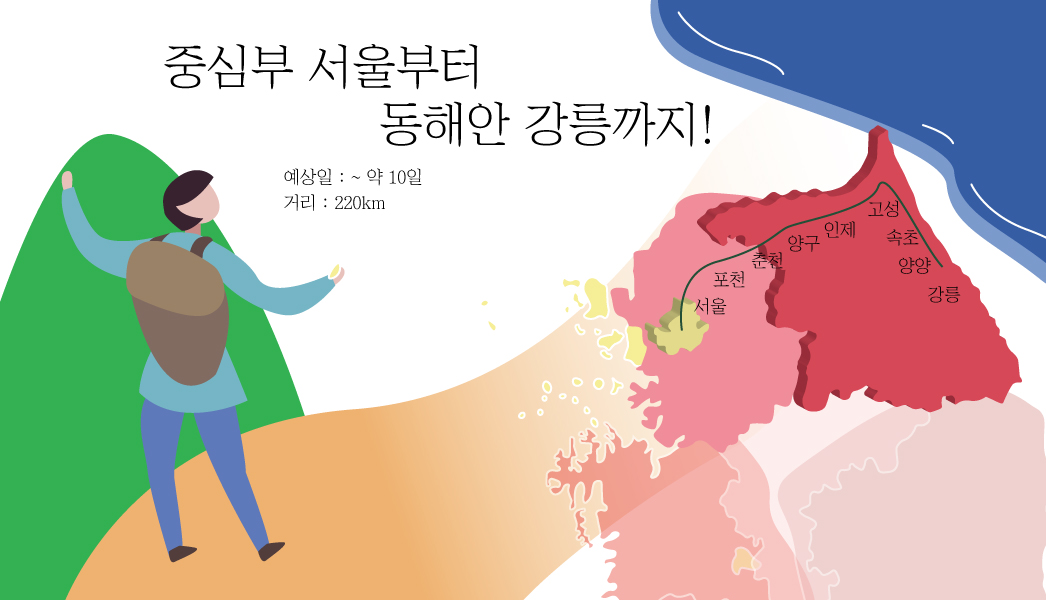 중심부 서울부터
동해안 강릉까지!
예상일 : ~ 약 10일
거리 : 220km
고성
인제
속초
양구
춘천
양양
포천
강릉
서울